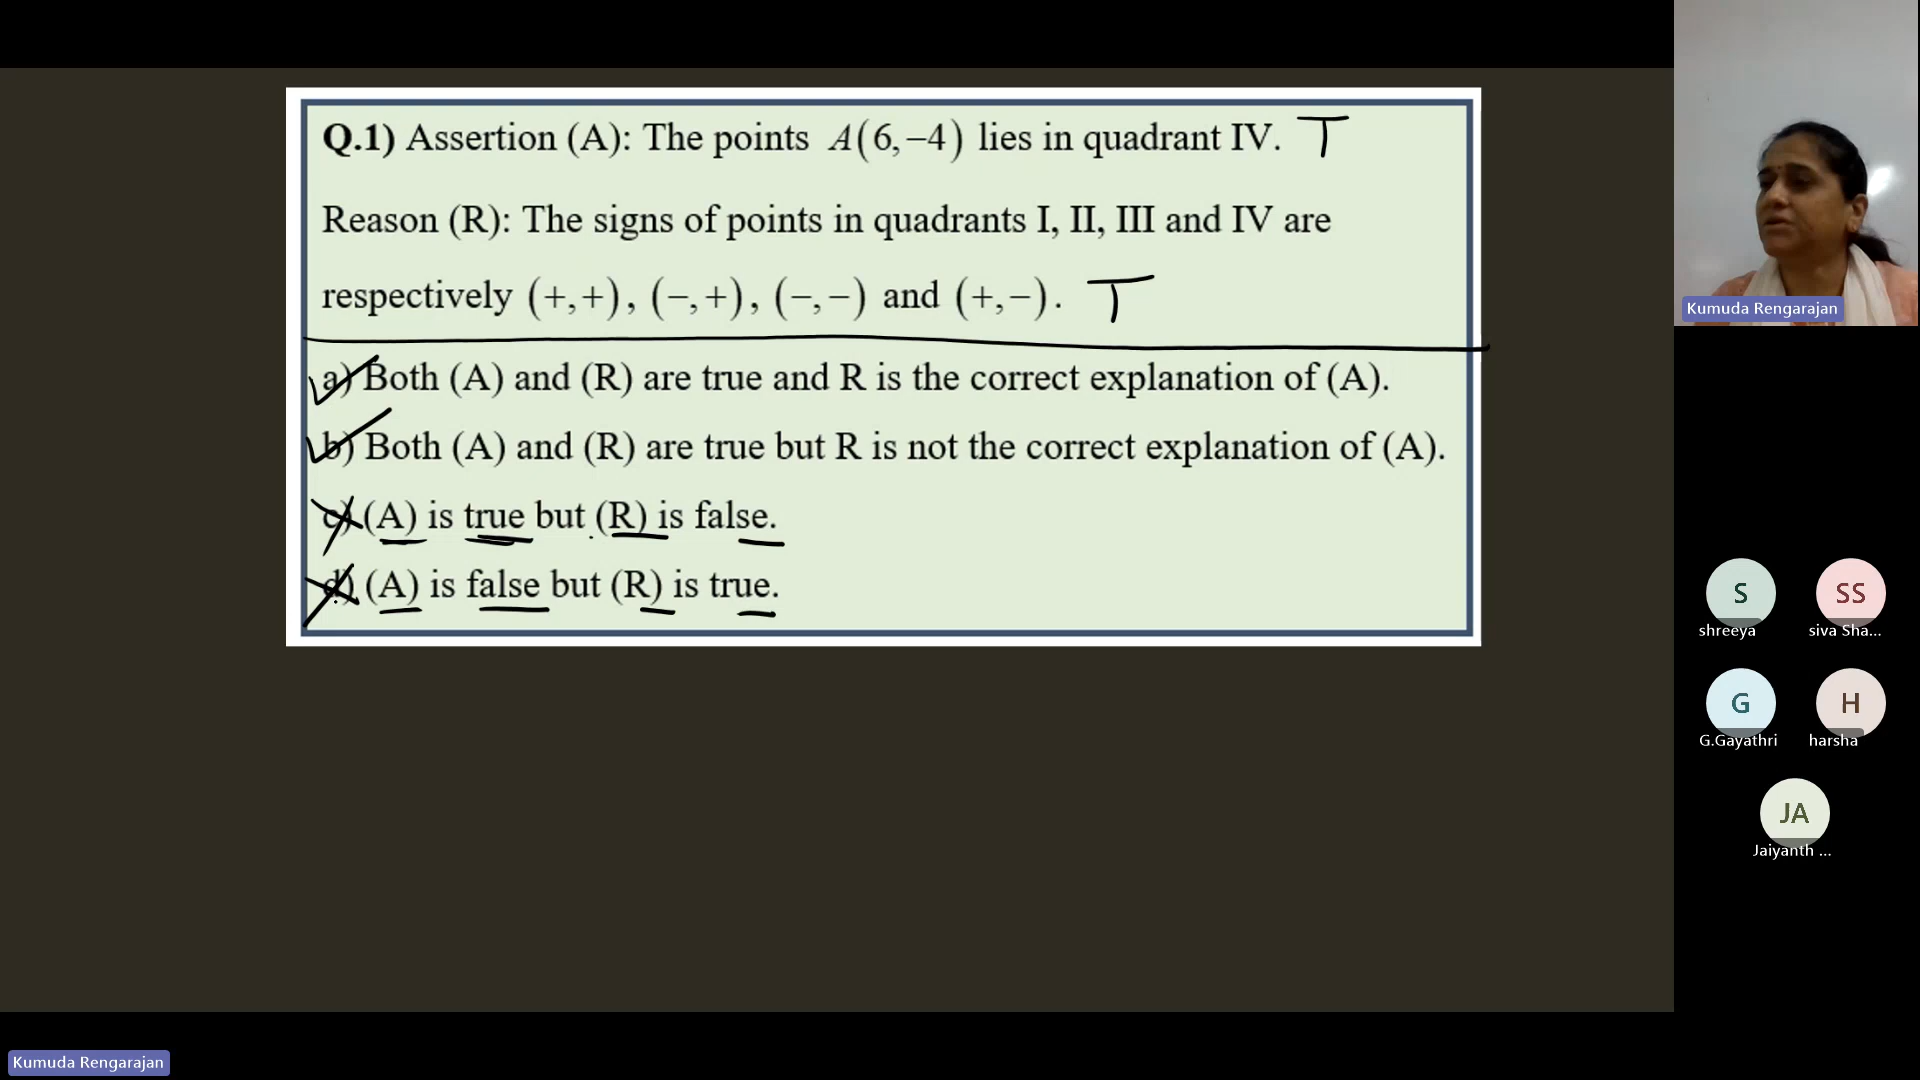 Q.1) Assertion (A): The points A(6,−4) lies in quadrant IV. T
Reason (R): The signs of points in quadrants I, II, III and IV are
respectively (+,+), (−,+), (−,−) and (+,−). T
a) Both (A) and (R) are true and R is the correct explanation of (A).
b) Both (A) and (R) are true but R is not the correct explanation of (A).
c) (A) is true but (R) is false.
d) (A) is false but (R) is true.
Kumuda Rengarajan
S
shreeya
SS
siva Sha...
G
G.Gayathri
H
harsha
JA
Jaiyanth ...
Kumuda Rengarajan